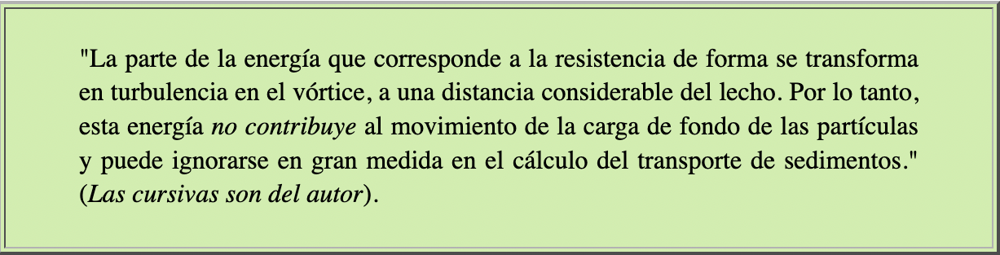 "La parte de la energía que corresponde a la resistencia de forma se transforma
en turbulencia en el vórtice, a una distancia considerable del lecho. Por lo tanto,
esta energía no contribuye al movimiento de la carga de fondo de las partículas
y puede ignorarse en gran medida en el cálculo del transporte de sedimentos."
(Las cursivas son del autor).